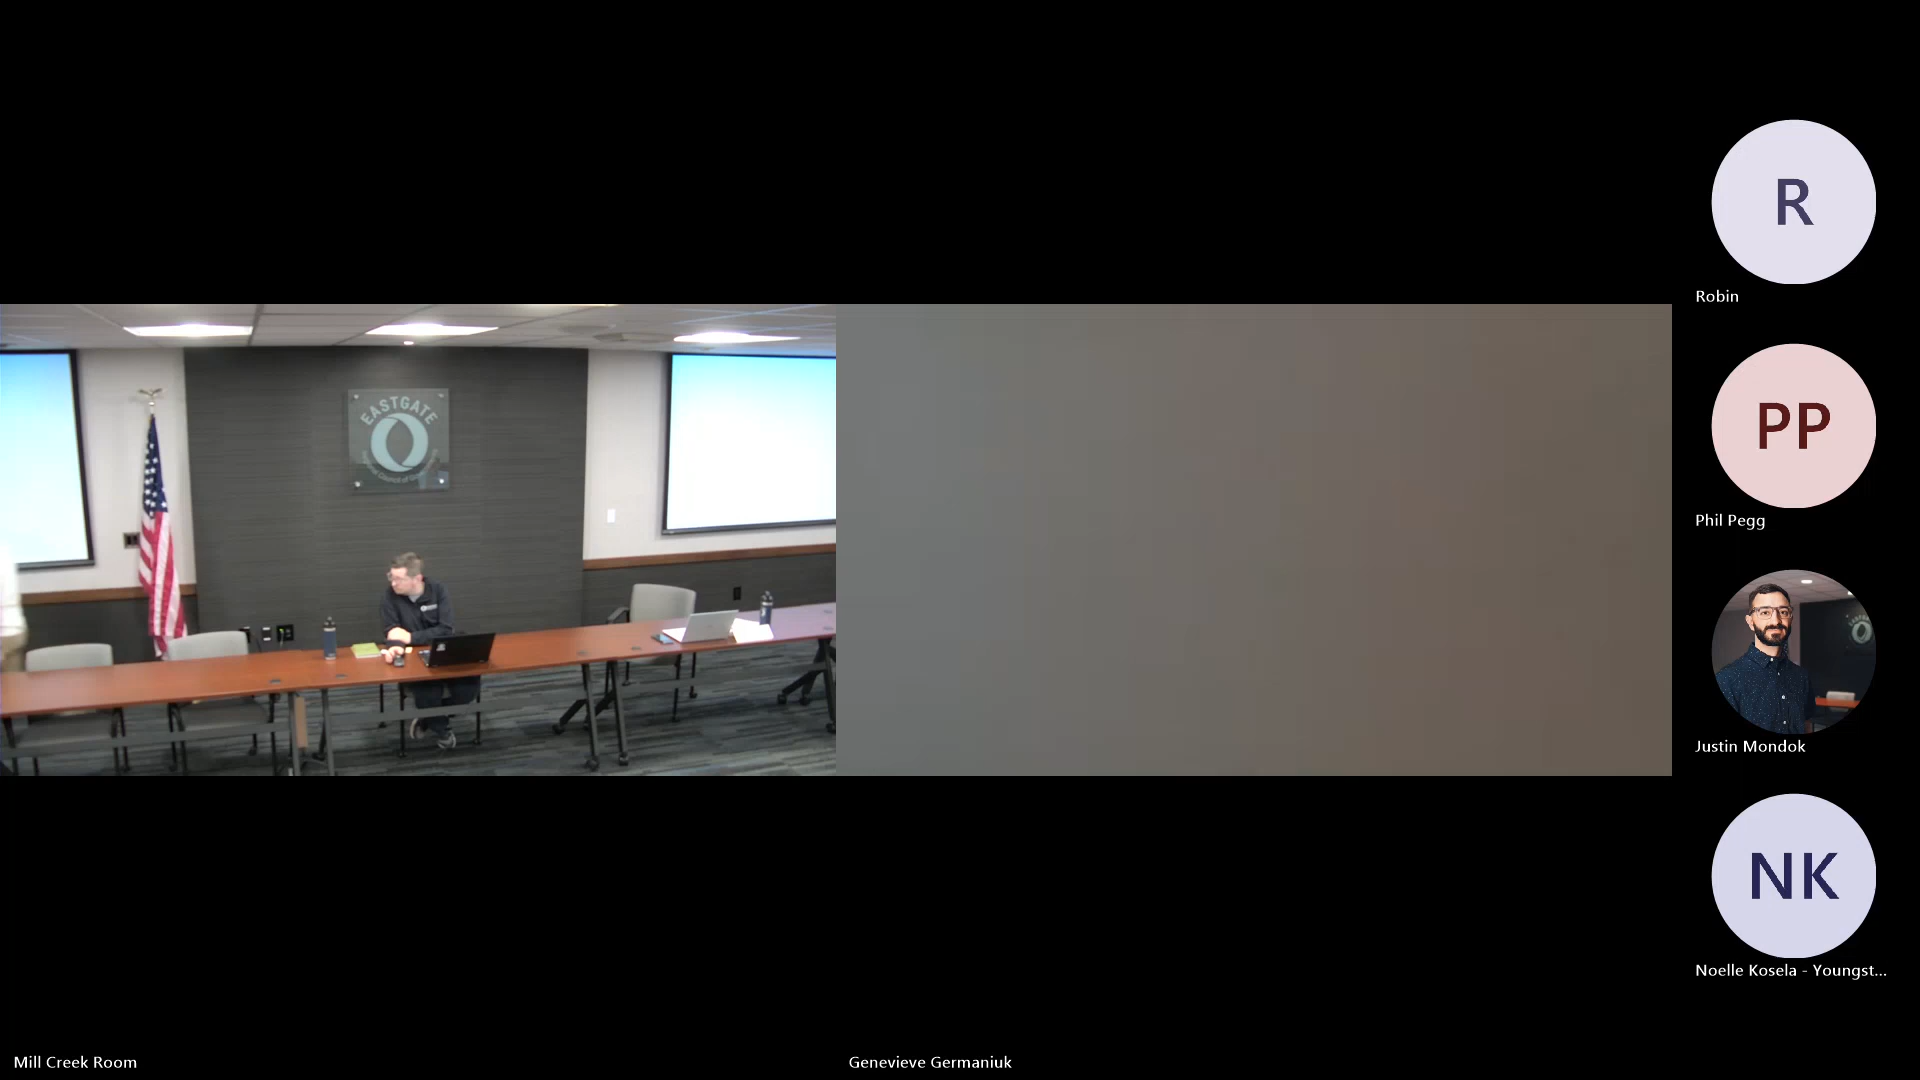 R
Robin
PP
Phil Pegg
EASTGATE
Justin Mondok
NK
Noelle Kosela - Youngst...
Mill Creek Room
Genevieve Germaniuk